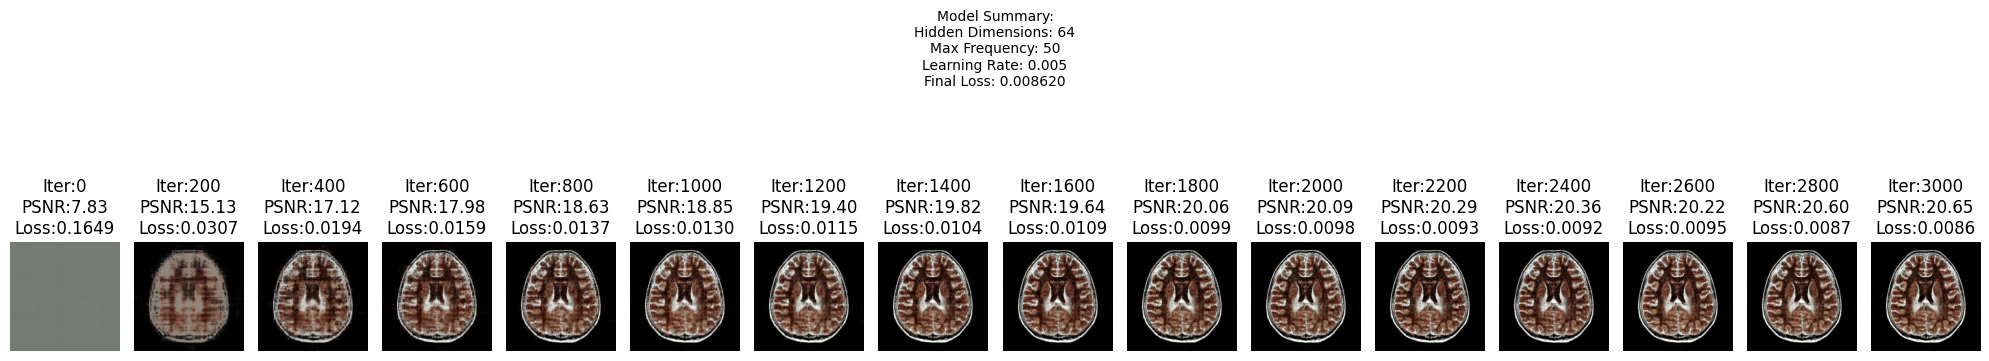 Model Summary:
Hidden Dimensions: 64
Max Frequency: 50
Learning Rate: 0.005
Final Loss: 0.008620
Iter:0
PSNR:7.83
Loss:0.1649
Iter:200
PSNR:15.13
Loss:0.0307
Iter:400
PSNR:17.12
Loss:0.0194
Iter:600
PSNR:17.98
Loss:0.0159
Iter:800
PSNR:18.63
Loss:0.0137
Iter:1000
PSNR:18.85
Loss:0.0130
Iter:1200
PSNR:19.40
Loss:0.0115
Iter:1400
PSNR:19.82
Loss:0.0104
Iter:1600
PSNR:19.64
Loss:0.0109
Iter:1800
PSNR:20.06
Loss:0.0099
Iter:2000
PSNR:20.09
Loss:0.0098
Iter:2200
PSNR:20.29
Loss:0.0093
Iter:2400
PSNR:20.36
Loss:0.0092
Iter:2600
PSNR:20.22
Loss:0.0095
Iter:2800
PSNR:20.60
Loss:0.0087
Iter:3000
PSNR:20.65
Loss:0.0086